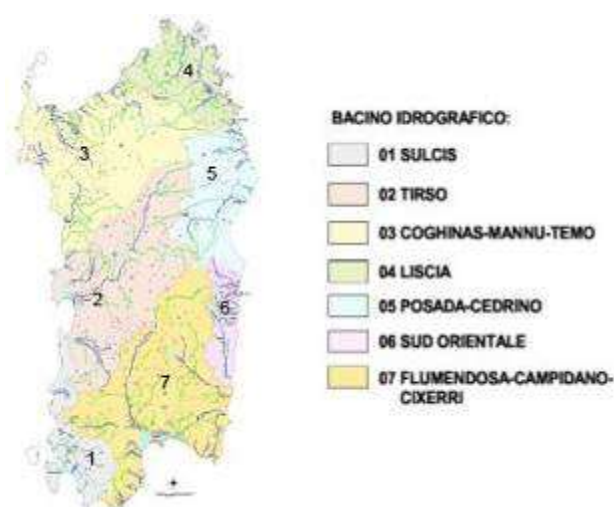 4
3
5
2
6
7
1
BACINO IDROGRAFICO:
01 SULCIS
02 TIRSO
03 COGHINAS-MANNU-TEMO
04 LISCIA
05 POSADA-CEDRINO
06 SUD ORIENTALE
07 FLUMENDOSA-CAMPIDANO-
CIXERRI